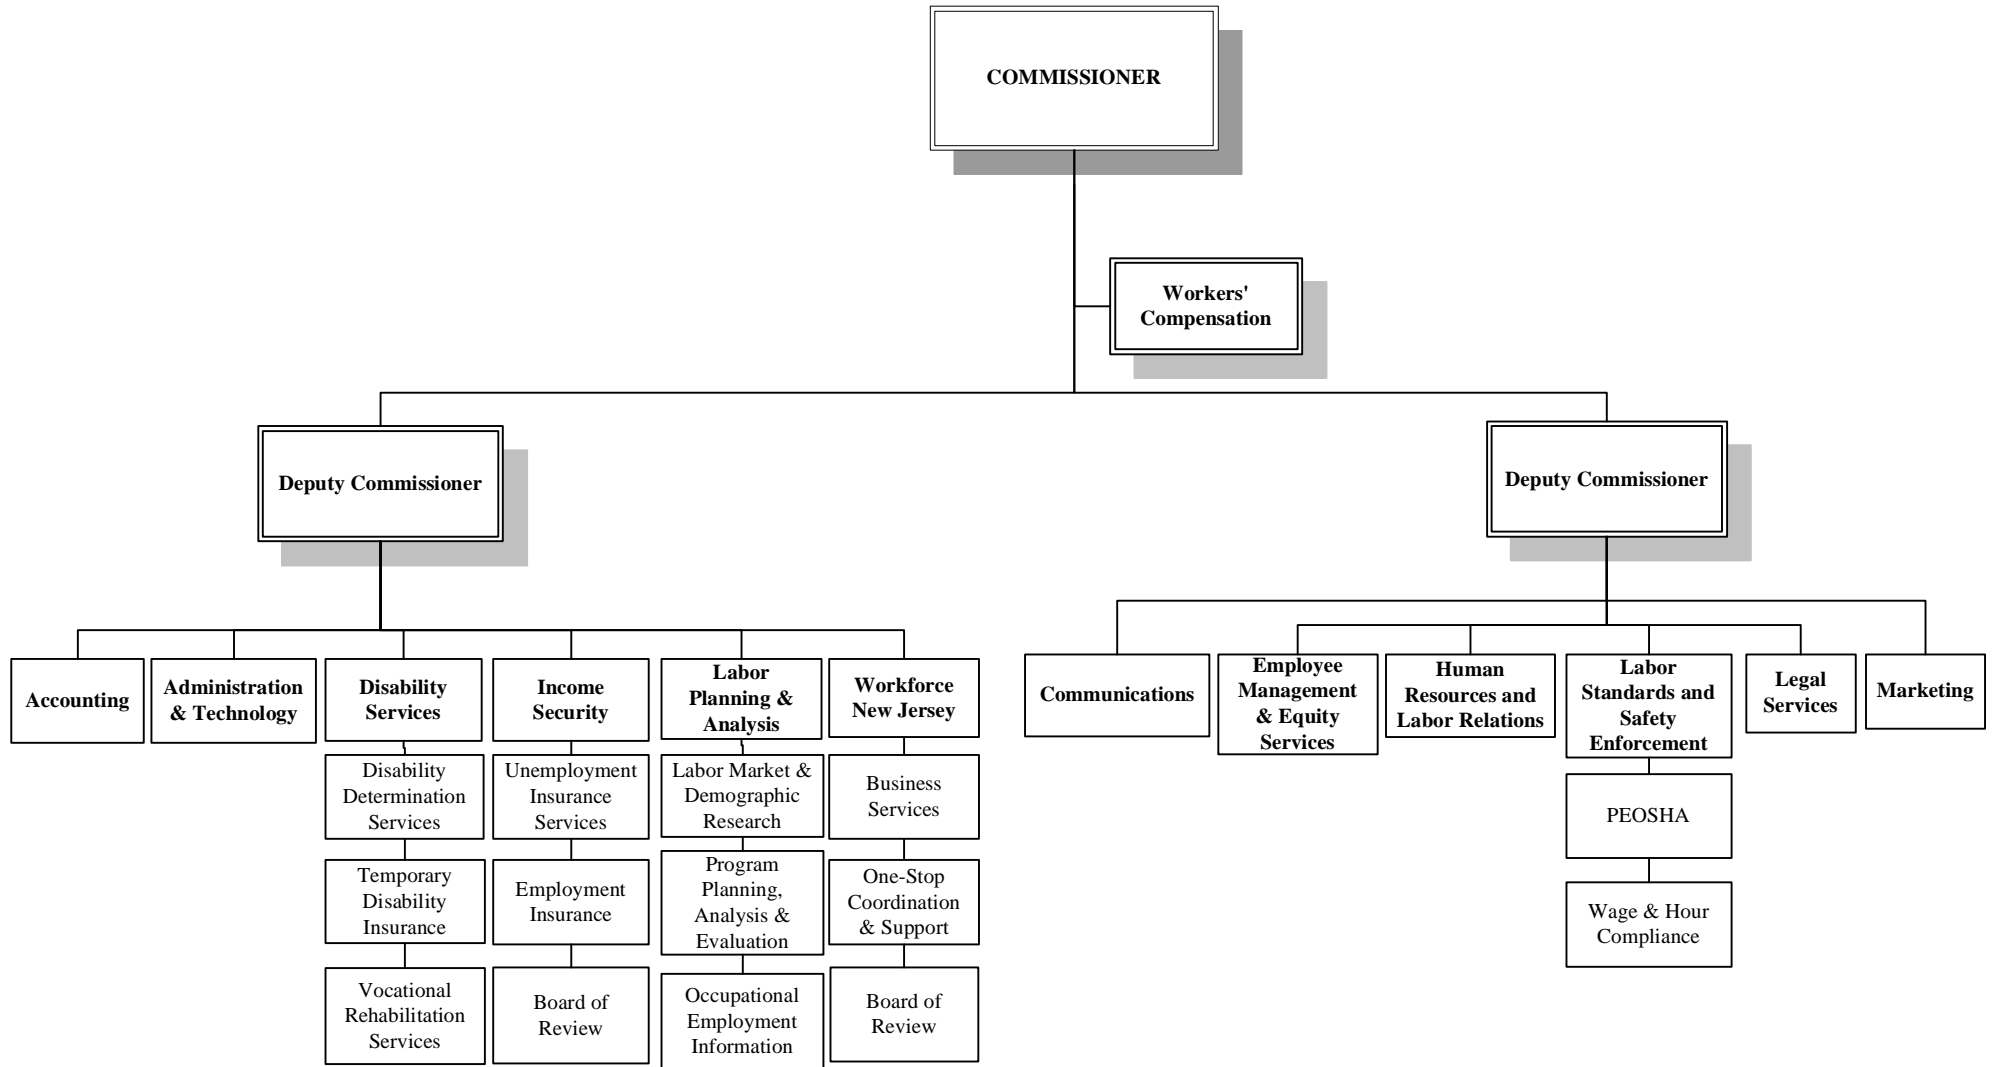 COMMISSIONER
Workers'
Compensation
Deputy Commissioner
Deputy Commissioner
Accounting
Administration
& Technology
Disability
Services
Income
Security
Labor
Planning &
Analysis
Workforce
New Jersey
Communications
Employee
Management
& Equity
Services
Human
Resources and
Labor Relations
Labor
Standards and
Safety
Enforcement
Legal
Services
Marketing
Disability
Determination
Services
Unemployment
Insurance
Services
Labor Market &
Demographic
Research
Business
Services
PEOSHA
Temporary
Disability
Insurance
Employment
Insurance
Program
Planning,
Analysis &
Evaluation
One-Stop
Coordination
& Support
Wage & Hour
Compliance
Vocational
Rehabilitation
Services
Board of
Review
Occupational
Employment
Information
Board of
Review